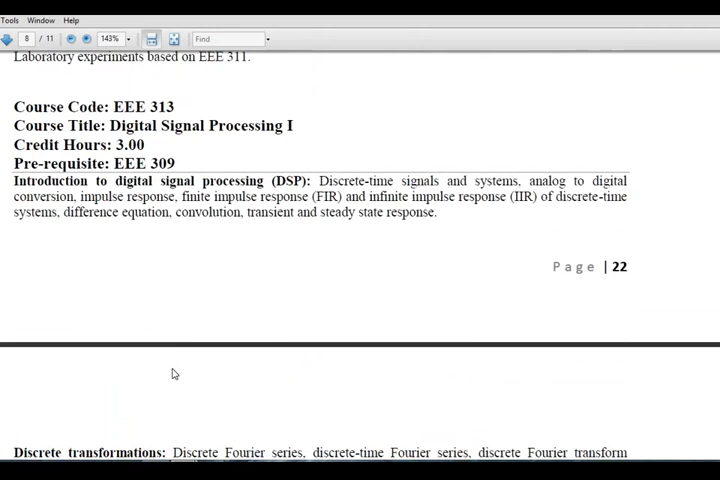 Tools Window Help
8 / 11 143% Find
Laboratory experiments based on EEE 311.
Course Code: EEE 313
Course Title: Digital Signal Processing I
Credit Hours: 3.00
Pre-requisite: EEE 309
Introduction to digital signal processing (DSP): Discrete-time signals and systems, analog to digital
conversion, impulse response, finite impulse response (FIR) and infinite impulse response (IIR) of discrete-time
systems, difference equation, convolution, transient and steady state response.
Page | 22
Discrete transformations: Discrete Fourier series, discrete-time Fourier series, discrete Fourier transform